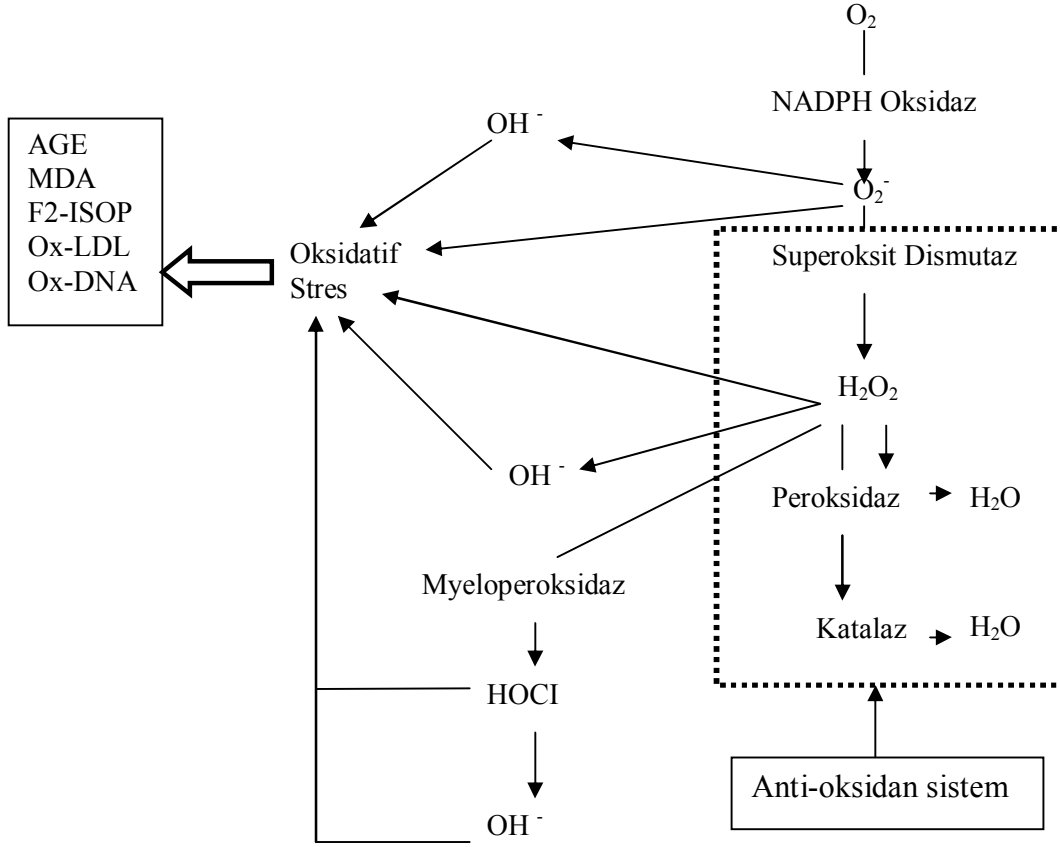 O₂
NADPH Oksidaz
OH ⁻
O₂⁻
AGE
MDA
F2-ISOP
Ox-LDL
Ox-DNA
Oksidatif
Stres
Superoksit Dismutaz
H₂O₂
OH ⁻
Peroksidaz
H₂O
Myeloperoksidaz
Katalaz
H₂O
HOCI
Anti-oksidan sistem
OH ⁻